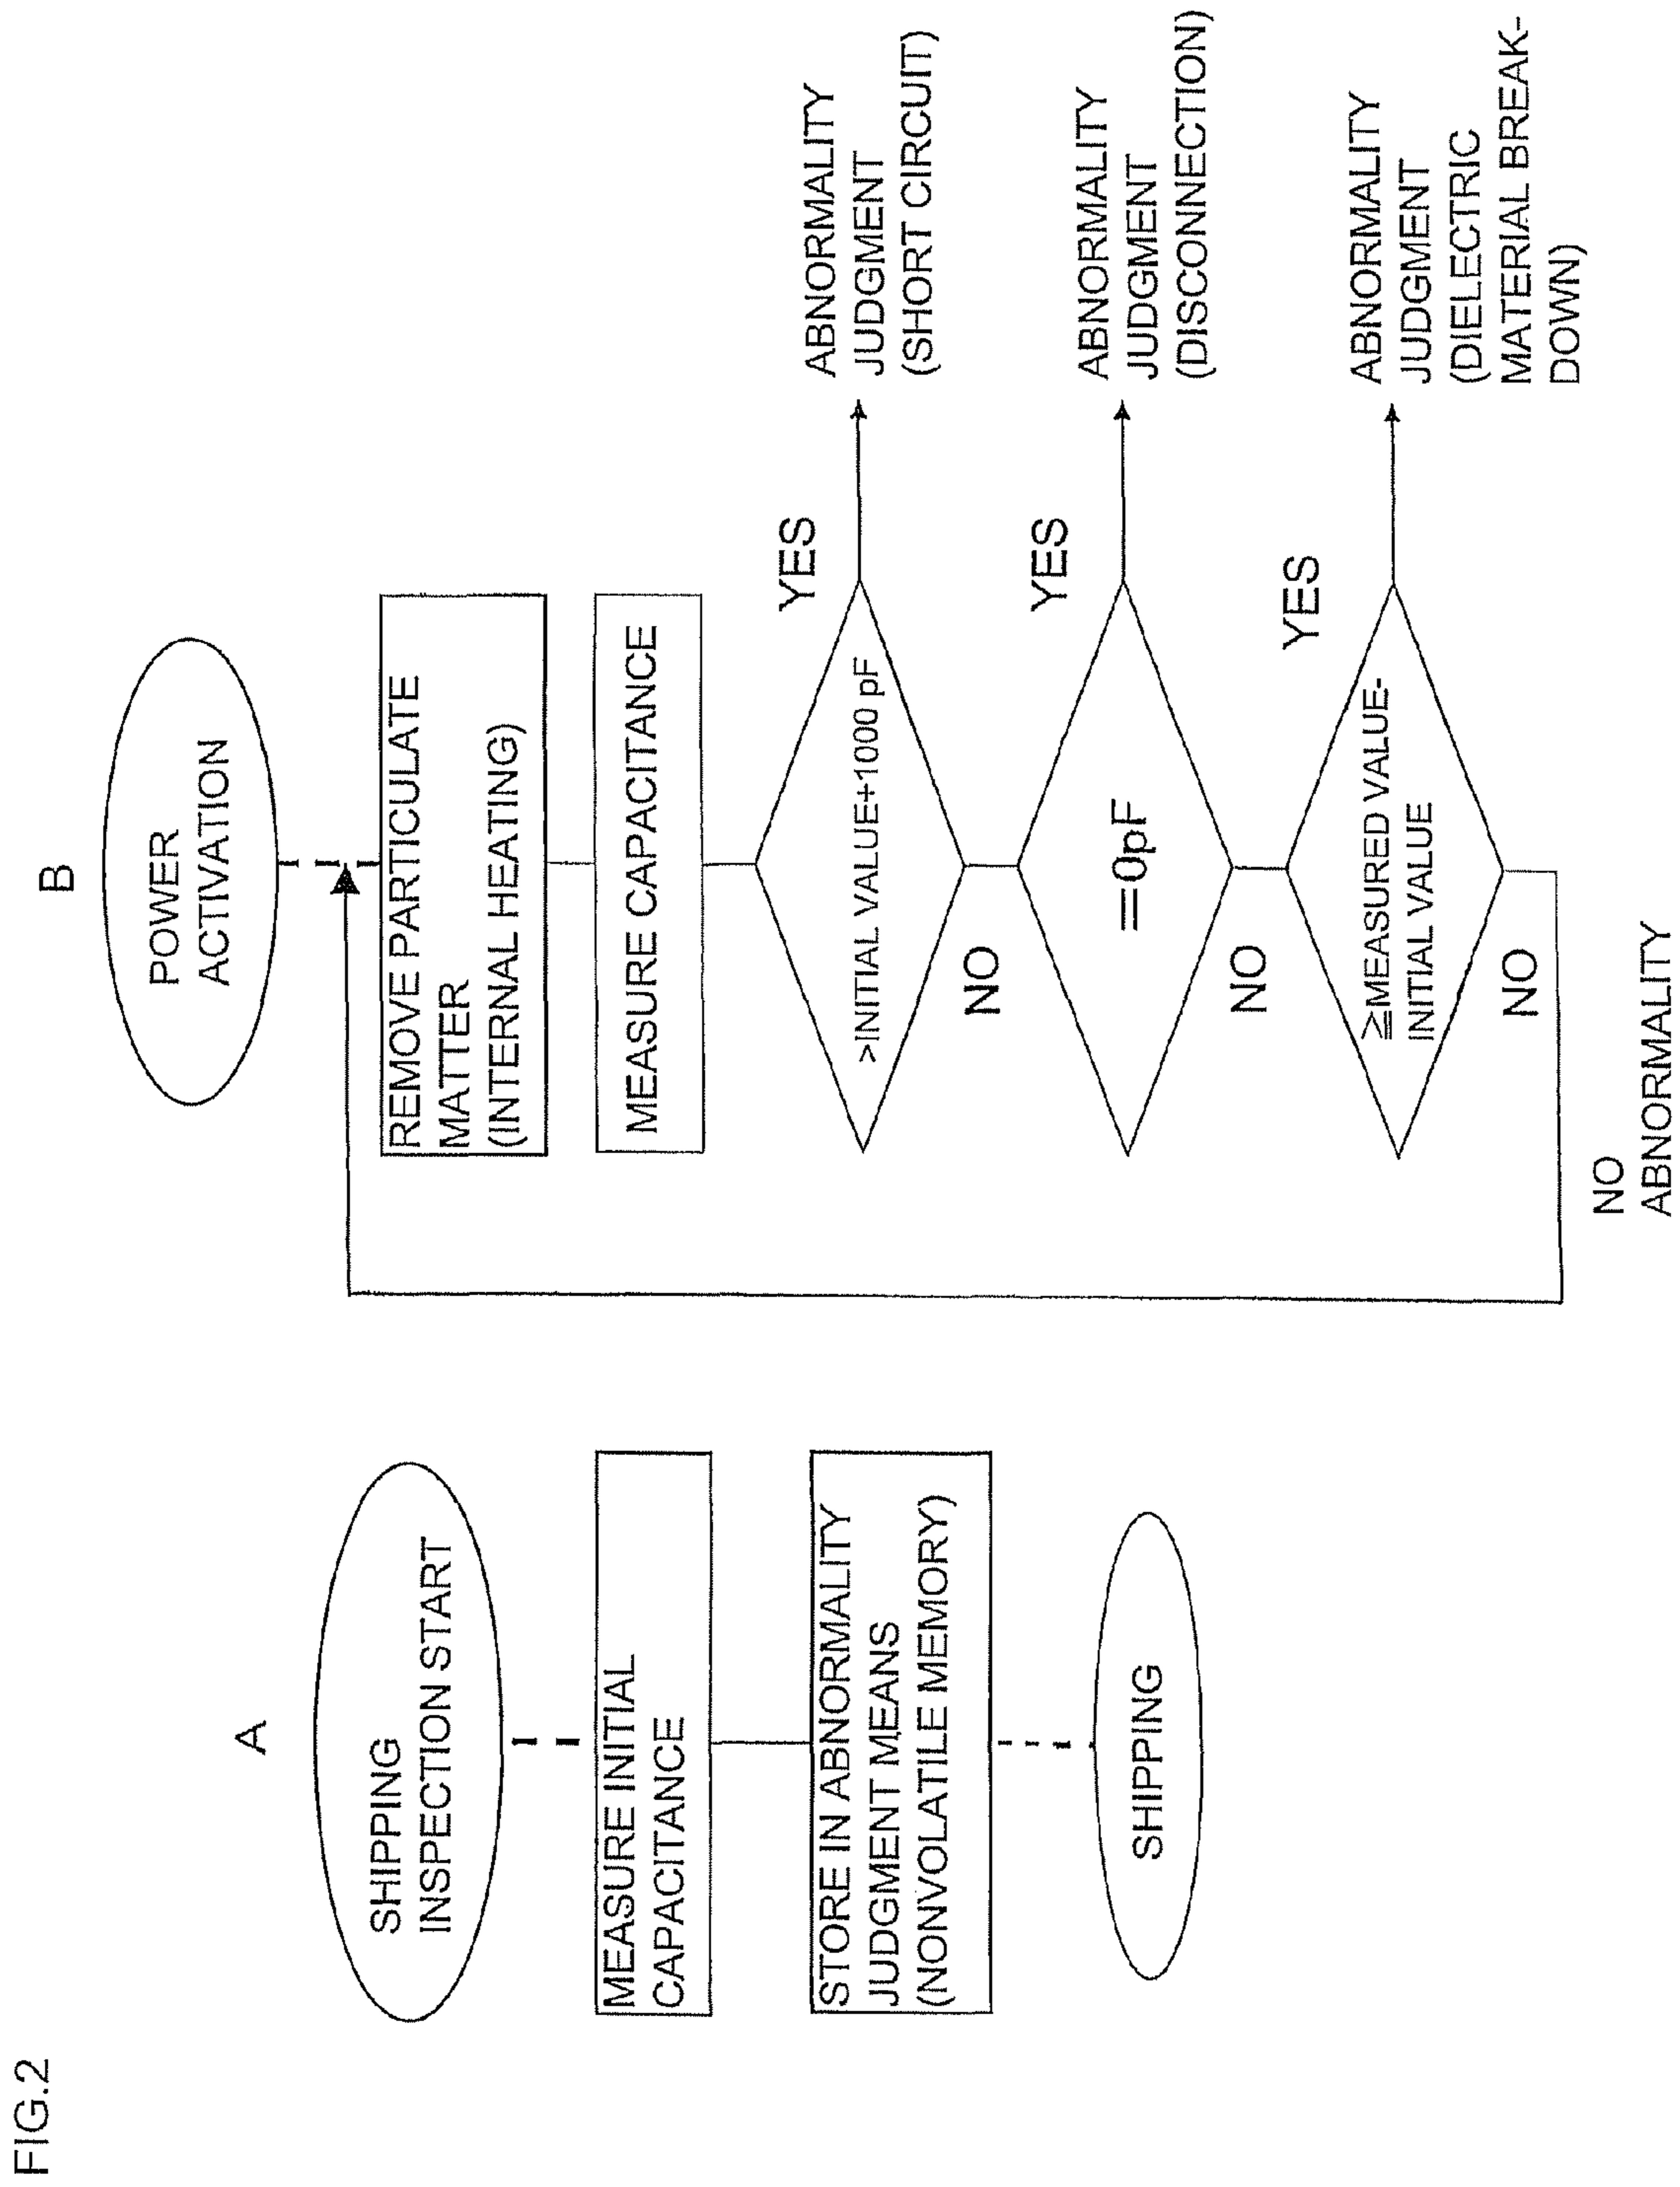 FIG.2
A
SHIPPING
INSPECTION START
MEASURE INITIAL
CAPACITANCE
STORE IN ABNORMALITY
JUDGMENT MEANS
(NONVOLATILE MEMORY)
SHIPPING
B
POWER
ACTIVATION
REMOVE PARTICULATE
MATTER
(INTERNAL HEATING)
MEASURE CAPACITANCE
>INITIAL VALUE+1000 pF
YES
ABNORMALITY
JUDGMENT
(SHORT CIRCUIT)
NO
=0pF
YES
ABNORMALITY
JUDGMENT
(DISCONNECTION)
NO
≧MEASURED VALUE-
INITIAL VALUE
YES
ABNORMALITY
JUDGMENT
(DIELECTRIC
MATERIAL BREAK-
DOWN)
NO
NO
ABNORMALITY